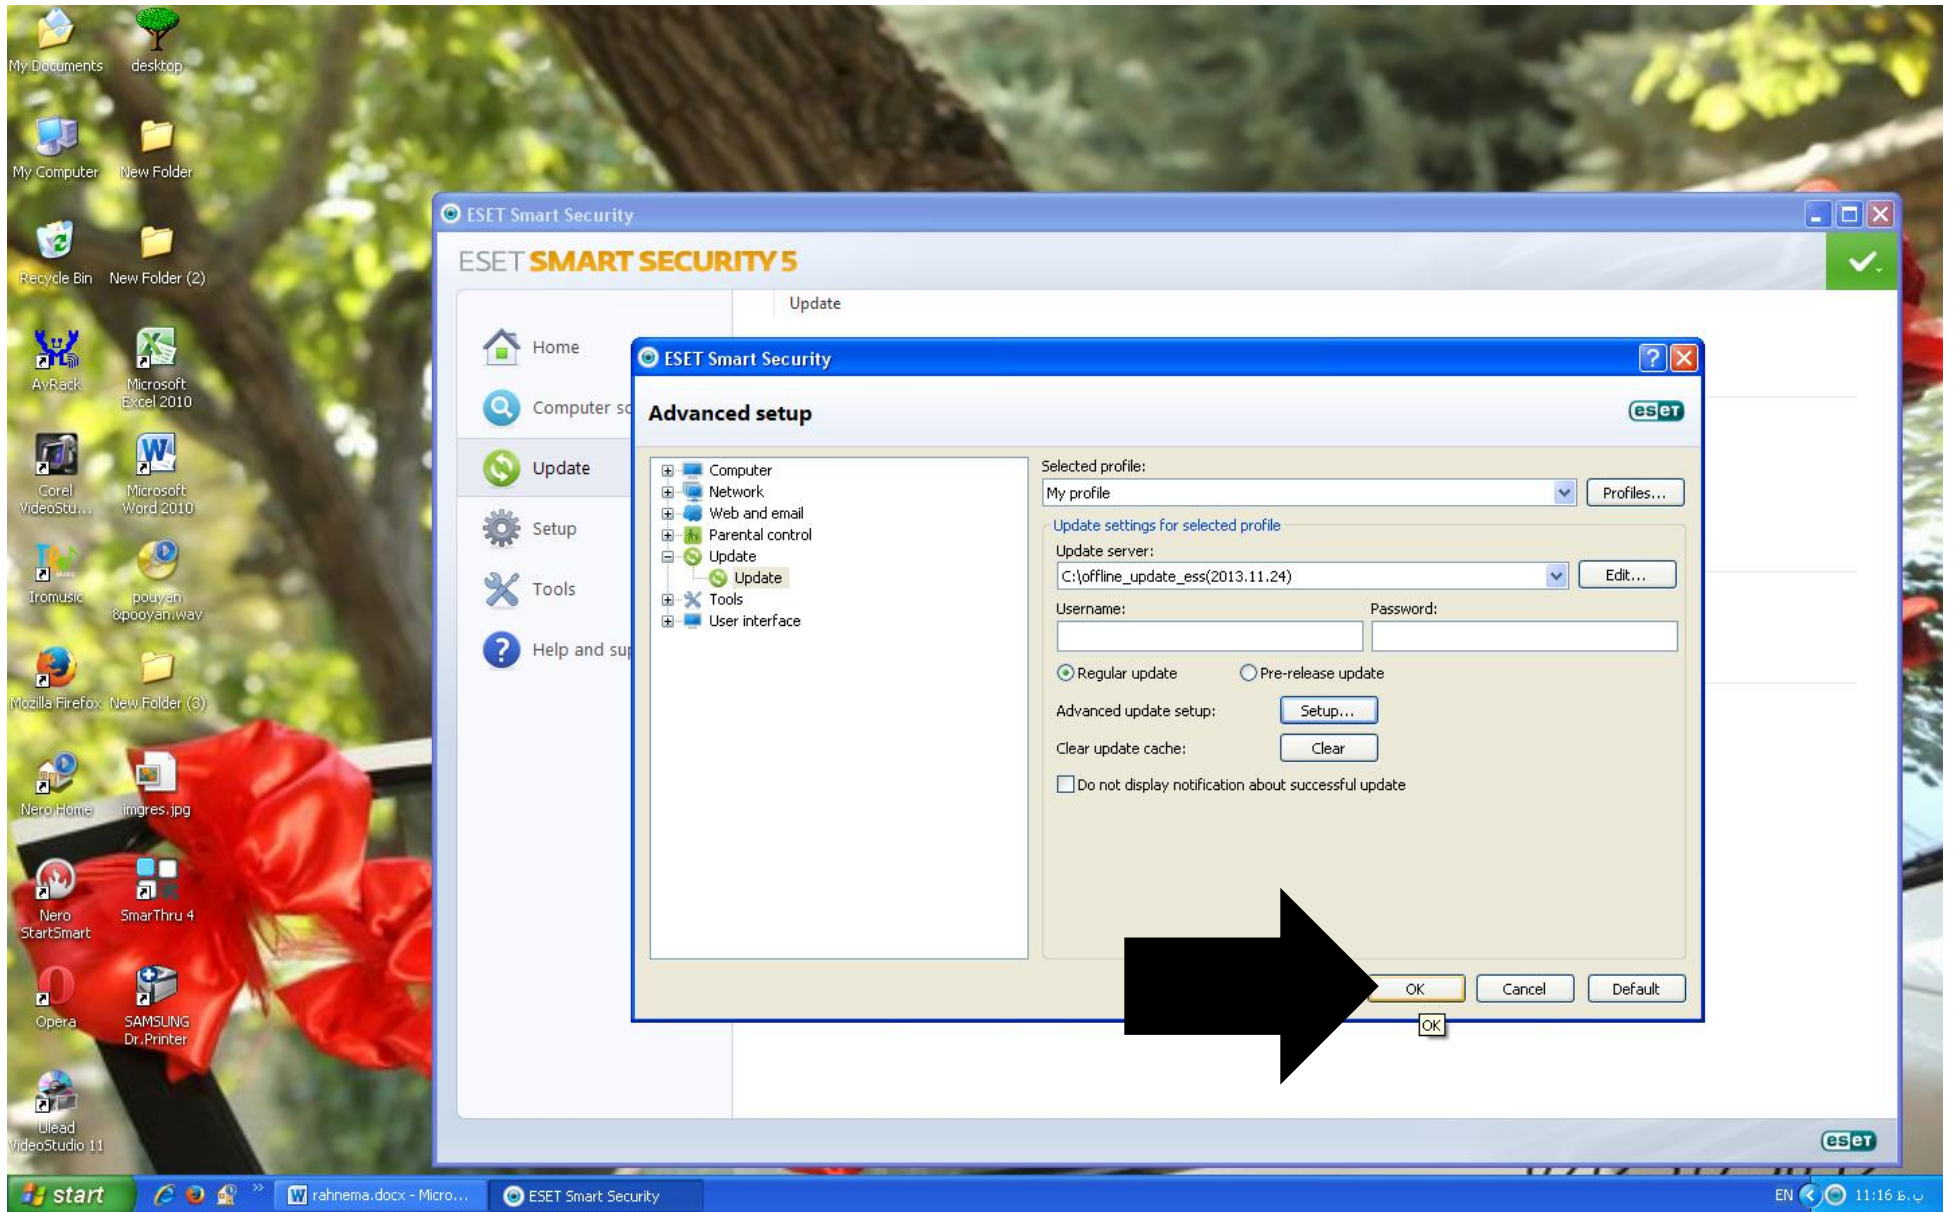 My Documents
desktop
My Computer
New Folder
Recycle Bin
New Folder (2)
AvRack
Microsoft
Excel 2010
Corel
VideoStu...
Microsoft
Word 2010
Iromusic
pouyan
&pooyan.wav
Mozilla Firefox
New Folder (3)
Nero Home
imgres.jpg
Nero
StartSmart
SmarThru 4
Opera
SAMSUNG
Dr.Printer
Ulead
VideoStudio 11
ESET Smart Security
ESET SMART SECURITY 5
Update
Home
Computer sc
Update
Setup
Tools
Help and sup
ESET Smart Security
Advanced setup
eset
Computer
Network
Web and email
Parental control
Update
Update
Tools
User interface
Selected profile:
My profile
Profiles...
Update settings for selected profile
Update server:
C:\offline_update_ess(2013.11.24)
Edit...
Username:
Password:
Regular update
Pre-release update
Advanced update setup:
Setup...
Clear update cache:
Clear
Do not display notification about successful update
OK
Cancel
Default
OK
eset
start
rahnema.docx - Micro...
ESET Smart Security
EN
11:16 ب.ظ